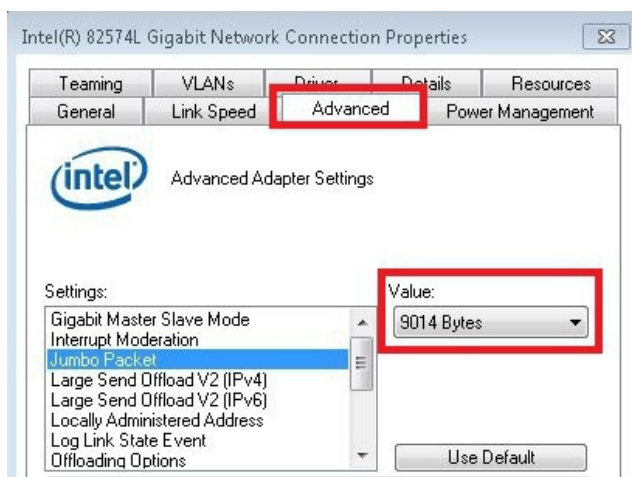 Intel(R) 82574L Gigabit Network Connection Properties
Teaming VLANs Driver Details Resources
General Link Speed Advanced Power Management
intel
Advanced Adapter Settings
Settings:
Value:
Gigabit Master Slave Mode
9014 Bytes
Interrupt Moderation
Jumbo Packet
Large Send Offload V2 (IPv4)
Large Send Offload V2 (IPv6)
Locally Administered Address
Log Link State Event
Offloading Options
Use Default